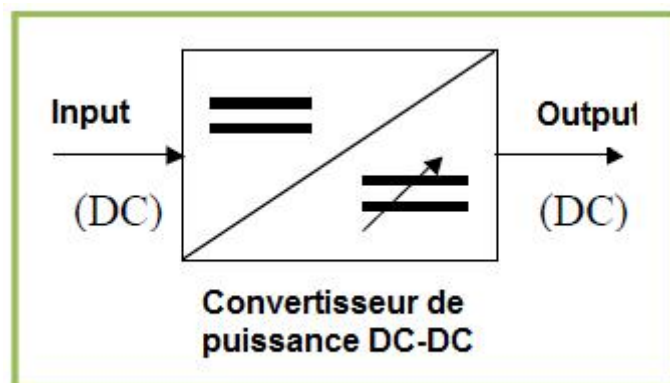 Input
Output
(DC)
(DC)
Convertisseur de
puissance DC-DC